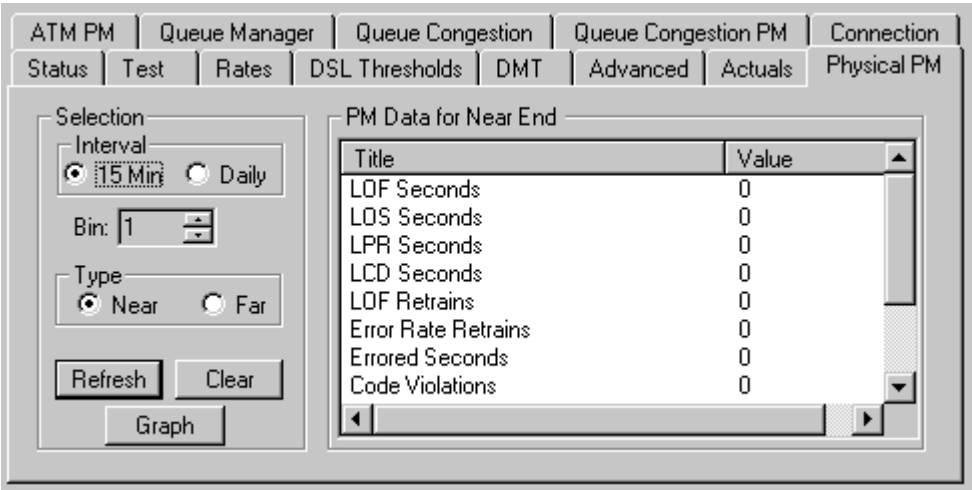 ATM PM Queue Manager Queue Congestion Queue Congestion PM Connection
Status Test Rates DSL Thresholds DMT Advanced Actuals Physical PM
Selection
Interval
15 Min Daily
Bin: 1
Type
Near Far
Refresh Clear
Graph
PM Data for Near End
Title Value
LOF Seconds 0
LOS Seconds 0
LPR Seconds 0
LCD Seconds 0
LOF Retrains 0
Error Rate Retrains 0
Errored Seconds 0
Code Violations 0